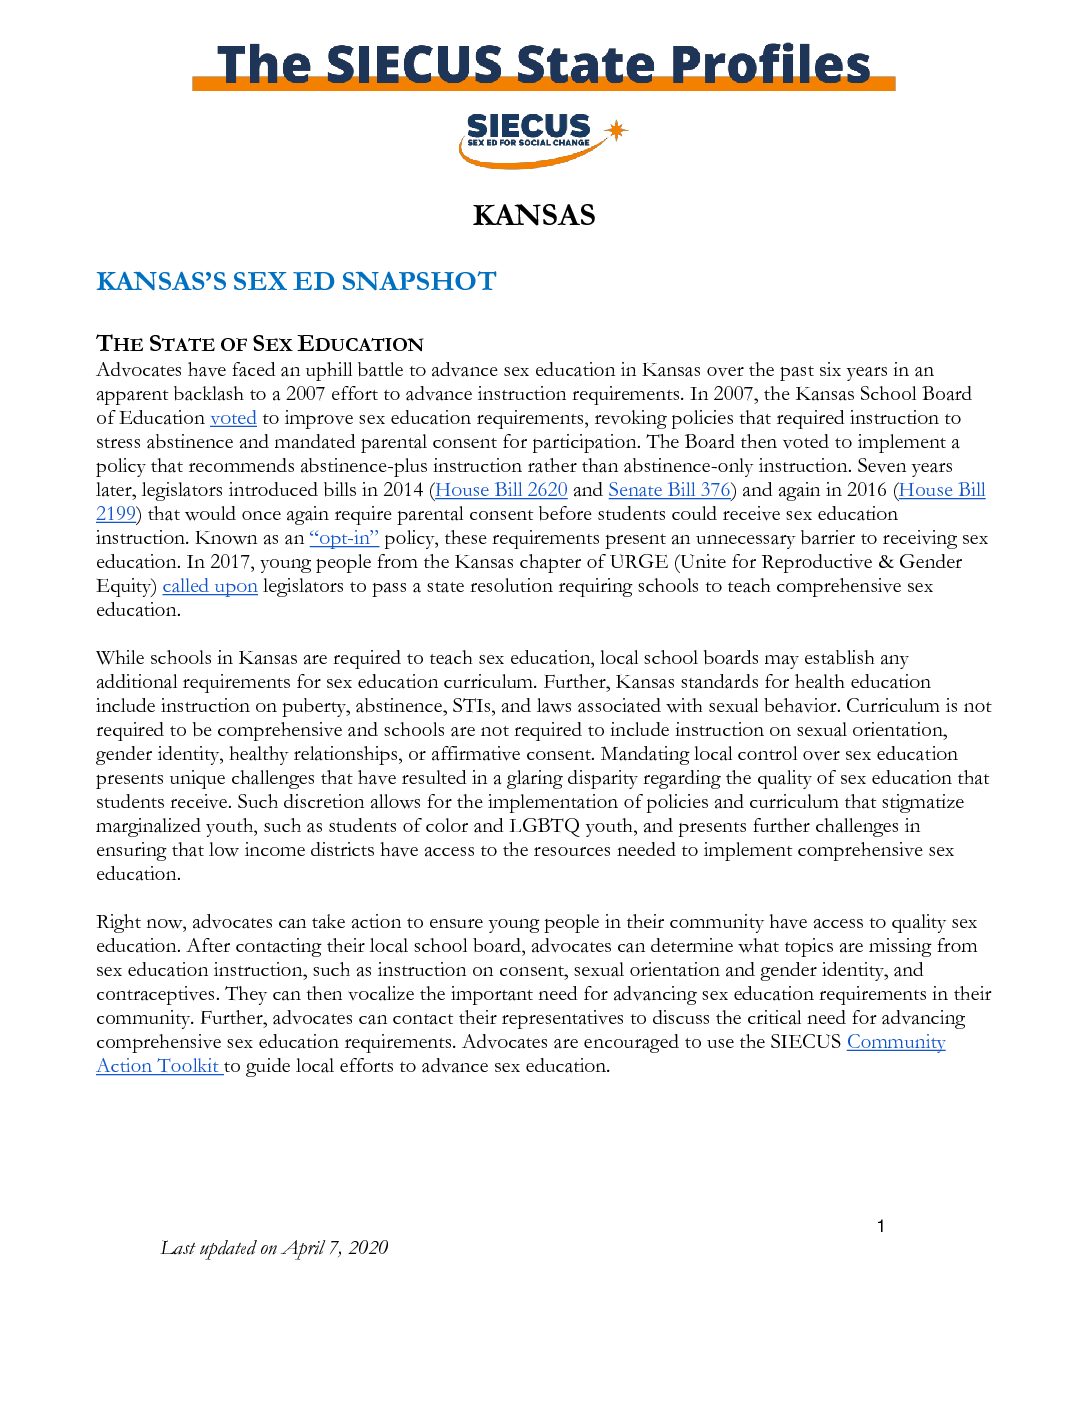 The SIECUS State Profiles
SIECUS
SEX ED FOR SOCIAL CHANGE
KANSAS
KANSAS’S SEX ED SNAPSHOT
THE STATE OF SEX EDUCATION
Advocates have faced an uphill battle to advance sex education in Kansas over the past six years in an
apparent backlash to a 2007 effort to advance instruction requirements. In 2007, the Kansas School Board
of Education voted to improve sex education requirements, revoking policies that required instruction to
stress abstinence and mandated parental consent for participation. The Board then voted to implement a
policy that recommends abstinence-plus instruction rather than abstinence-only instruction. Seven years
later, legislators introduced bills in 2014 (House Bill 2620 and Senate Bill 376) and again in 2016 (House Bill
2199) that would once again require parental consent before students could receive sex education
instruction. Known as an “opt-in” policy, these requirements present an unnecessary barrier to receiving sex
education. In 2017, young people from the Kansas chapter of URGE (Unite for Reproductive & Gender
Equity) called upon legislators to pass a state resolution requiring schools to teach comprehensive sex
education.
While schools in Kansas are required to teach sex education, local school boards may establish any
additional requirements for sex education curriculum. Further, Kansas standards for health education
include instruction on puberty, abstinence, STIs, and laws associated with sexual behavior. Curriculum is not
required to be comprehensive and schools are not required to include instruction on sexual orientation,
gender identity, healthy relationships, or affirmative consent. Mandating local control over sex education
presents unique challenges that have resulted in a glaring disparity regarding the quality of sex education that
students receive. Such discretion allows for the implementation of policies and curriculum that stigmatize
marginalized youth, such as students of color and LGBTQ youth, and presents further challenges in
ensuring that low income districts have access to the resources needed to implement comprehensive sex
education.
Right now, advocates can take action to ensure young people in their community have access to quality sex
education. After contacting their local school board, advocates can determine what topics are missing from
sex education instruction, such as instruction on consent, sexual orientation and gender identity, and
contraceptives. They can then vocalize the important need for advancing sex education requirements in their
community. Further, advocates can contact their representatives to discuss the critical need for advancing
comprehensive sex education requirements. Advocates are encouraged to use the SIECUS Community
Action Toolkit to guide local efforts to advance sex education.
1
Last updated on April 7, 2020